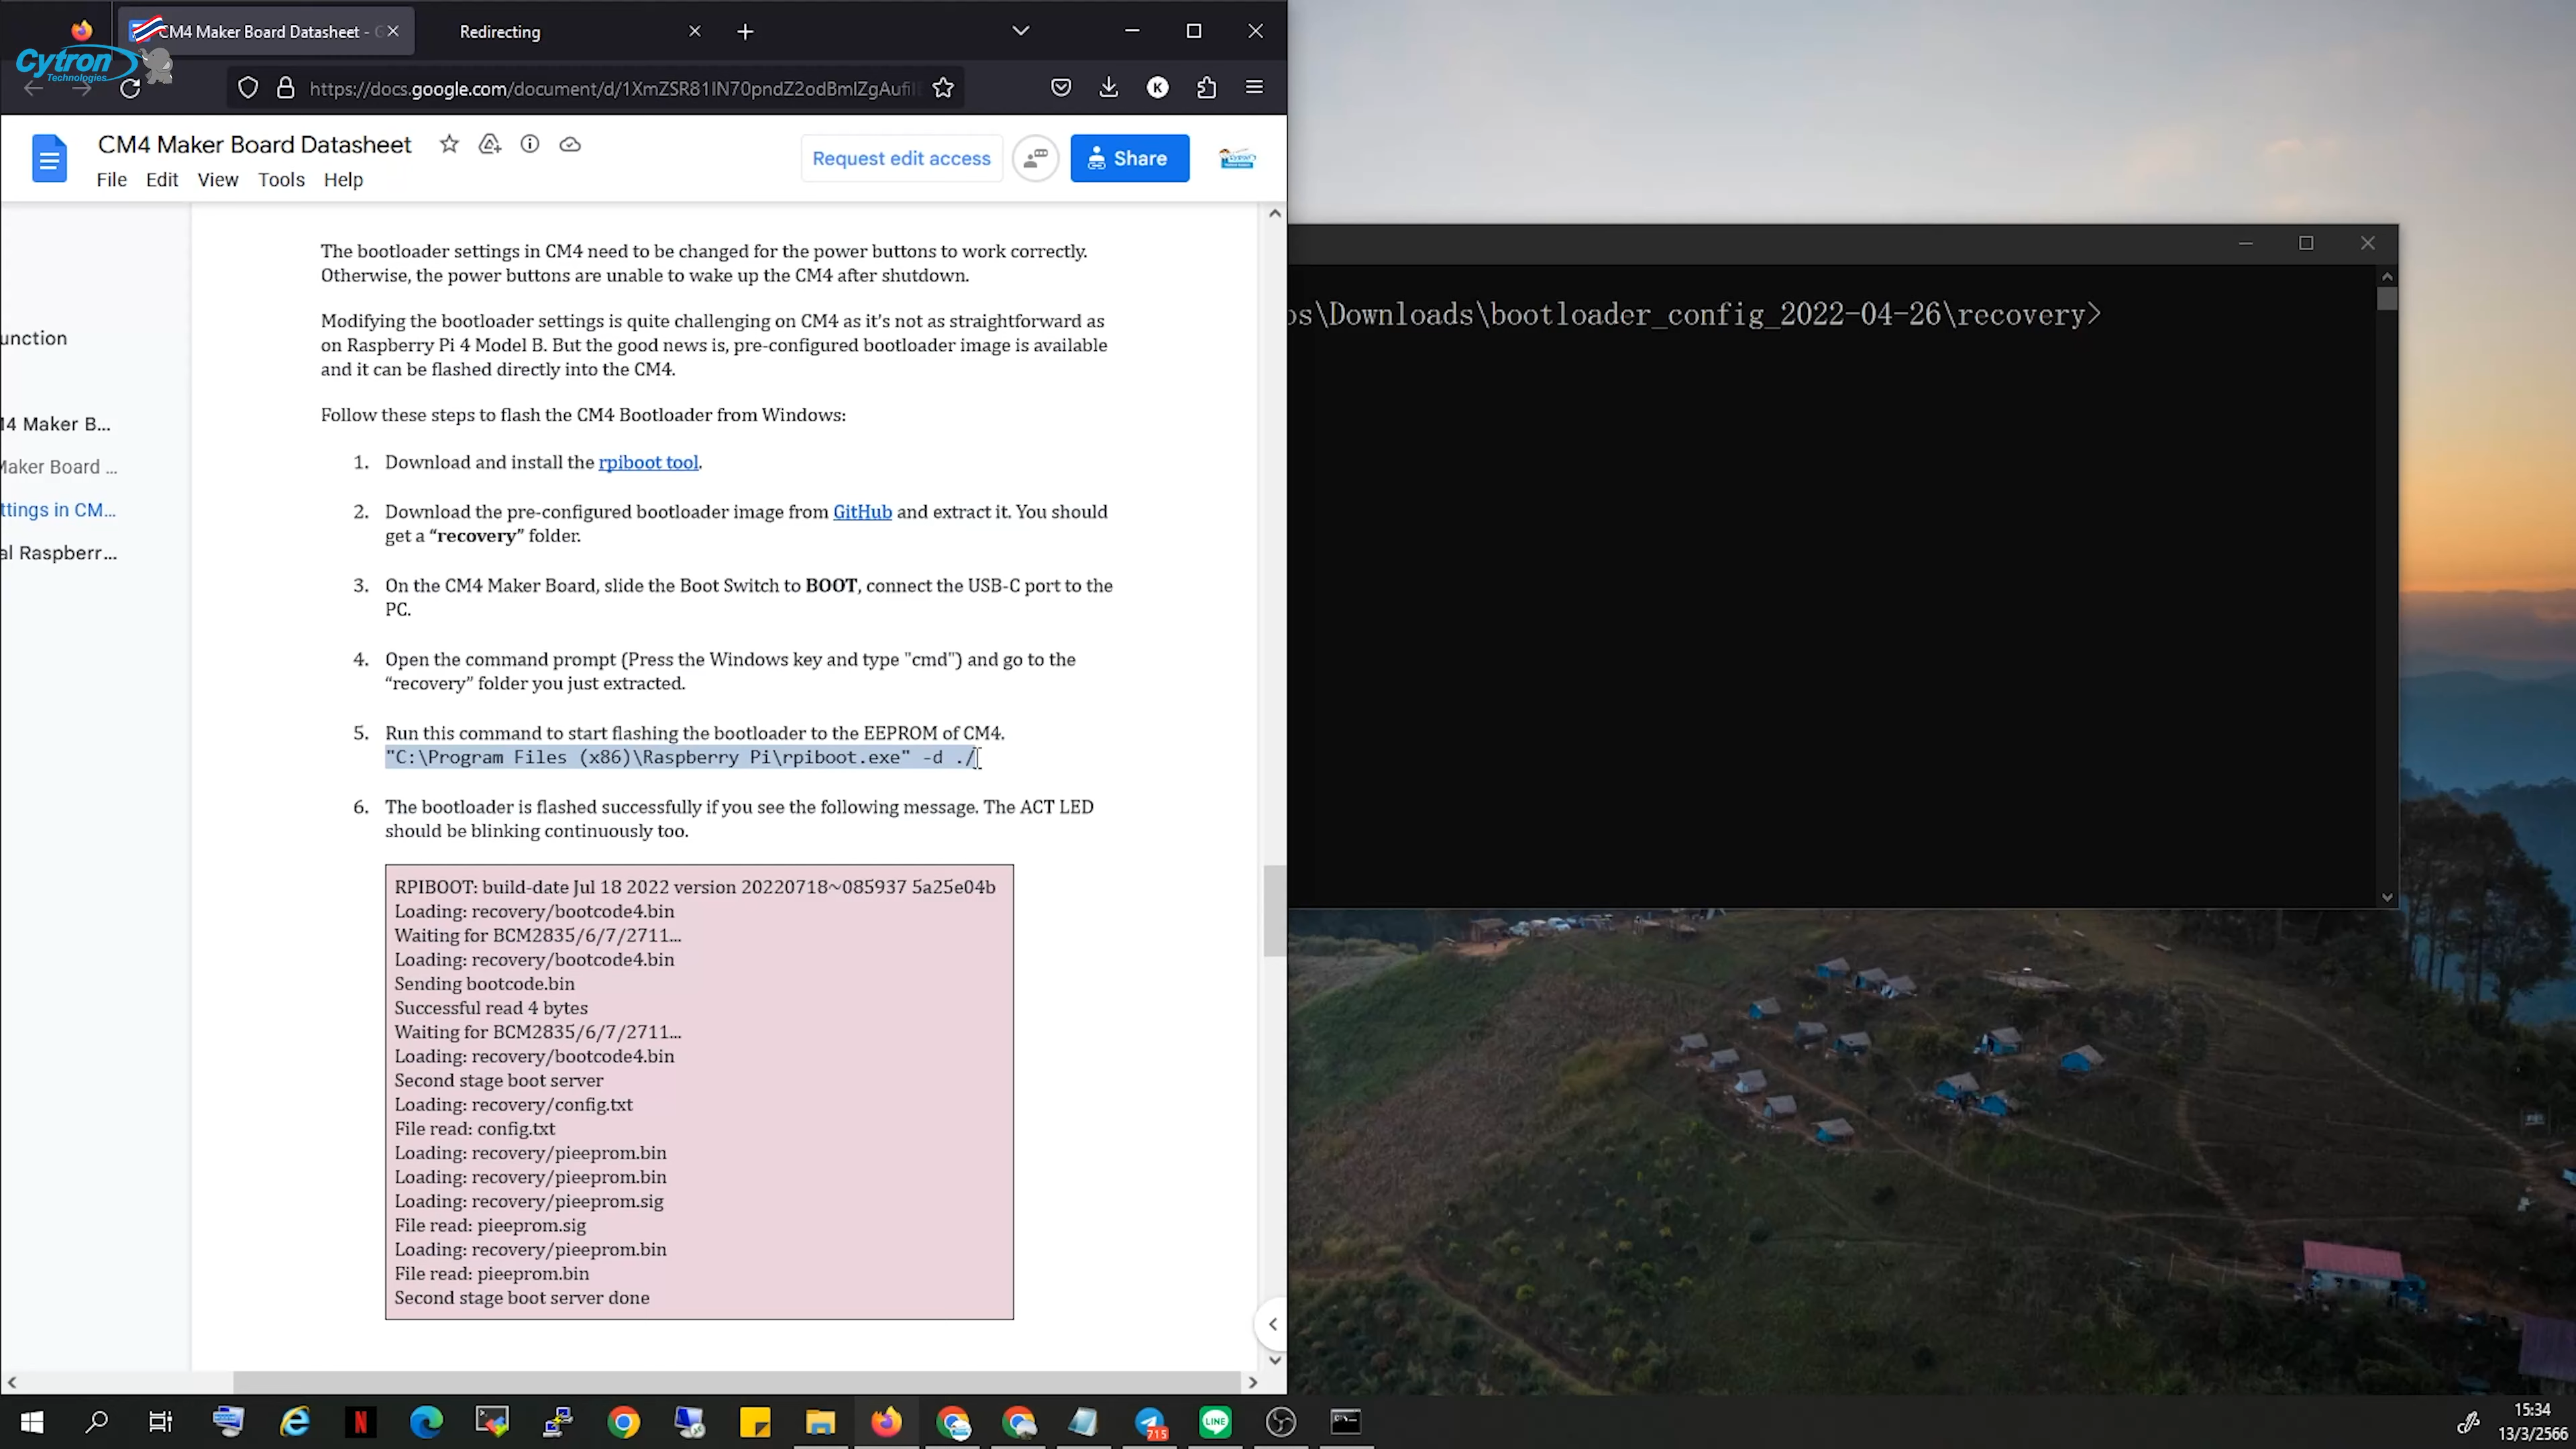 CM4 Maker Board Datasheet - G
Redirecting
Cytron
Technologies
https://docs.google.com/document/d/1XmZSR81IN70pndZ2odBmlZgAufil
K
CM4 Maker Board Datasheet
Request edit access
Share
File Edit View Tools Help
The bootloader settings in CM4 need to be changed for the power buttons to work correctly.
Otherwise, the power buttons are unable to wake up the CM4 after shutdown.
Modifying the bootloader settings is quite challenging on CM4 as it's not as straightforward as
on Raspberry Pi 4 Model B. But the good news is, pre-configured bootloader image is available
and it can be flashed directly into the CM4.
Follow these steps to flash the CM4 Bootloader from Windows:
1. Download and install the rpiboot tool.
2. Download the pre-configured bootloader image from GitHub and extract it. You should
get a “recovery” folder.
3. On the CM4 Maker Board, slide the Boot Switch to BOOT, connect the USB-C port to the
PC.
4. Open the command prompt (Press the Windows key and type "cmd") and go to the
“recovery” folder you just extracted.
5. Run this command to start flashing the bootloader to the EEPROM of CM4.
"C:\Program Files (x86)\Raspberry Pi\rpiboot.exe" -d ./
6. The bootloader is flashed successfully if you see the following message. The ACT LED
should be blinking continuously too.
RPIBOOT: build-date Jul 18 2022 version 20220718~085937 5a25e04b
Loading: recovery/bootcode4.bin
Waiting for BCM2835/6/7/2711...
Loading: recovery/bootcode4.bin
Sending bootcode.bin
Successful read 4 bytes
Waiting for BCM2835/6/7/2711...
Loading: recovery/bootcode4.bin
Second stage boot server
Loading: recovery/config.txt
File read: config.txt
Loading: recovery/pieeprom.bin
Loading: recovery/pieeprom.bin
Loading: recovery/pieeprom.sig
File read: pieeprom.sig
Loading: recovery/pieeprom.bin
File read: pieeprom.bin
Second stage boot server done
unction
M4 Maker B...
Maker Board ...
ttings in CM...
al Raspberr...
os\Downloads\bootloader_config_2022-04-26\recovery>
N
715
LINE
15:34
13/3/2566